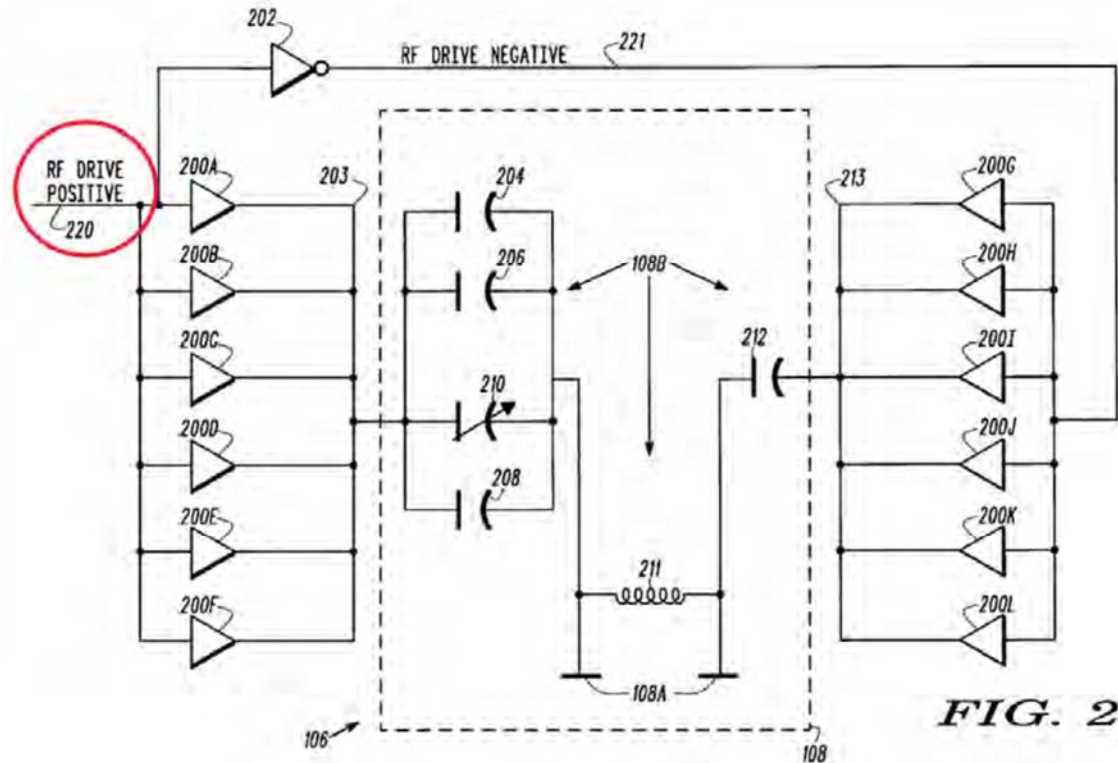 202
RF DRIVE NEGATIVE
221
RF DRIVE
POSITIVE
220
200A
203
204
213
200G
200B
206
108B
200H
200C
210
212
200I
200D
208
200J
200E
211
200K
200F
200L
108A
106
108
FIG. 2